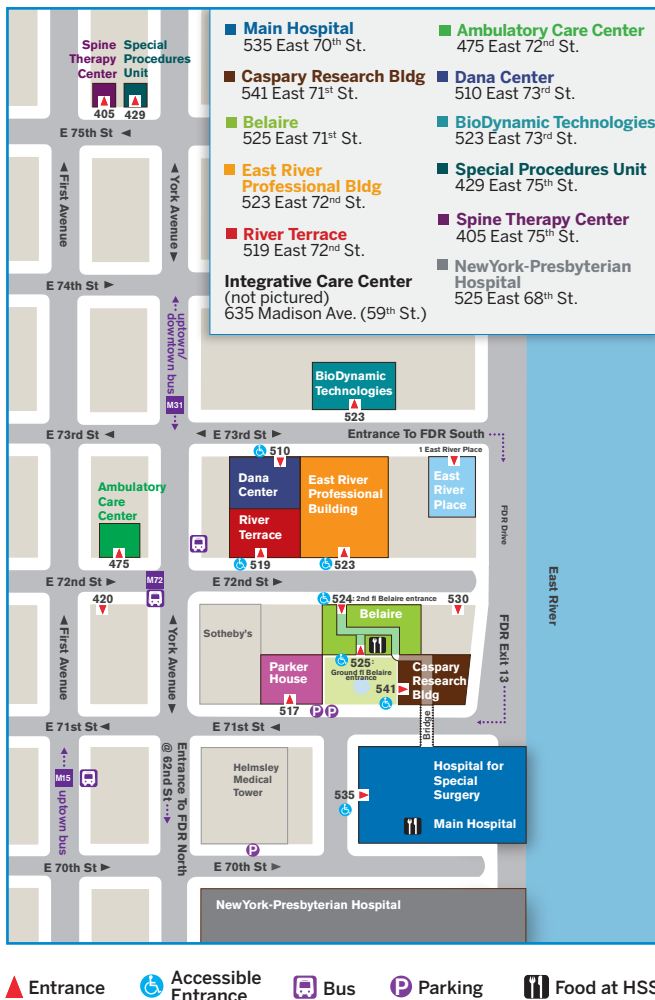 Main Hospital
535 East 70th St.
Caspary Research Bldg
541 East 71st St.
Belaire
525 East 71st St.
East River
Professional Bldg
523 East 72nd St.
River Terrace
519 East 72nd St.
Integrative Care Center
(not pictured)
635 Madison Ave. (59th St.)
Ambulatory Care Center
475 East 72nd St.
Dana Center
510 East 73rd St.
BioDynamic Technologies
523 East 73rd St.
Special Procedures Unit
429 East 75th St.
Spine Therapy Center
405 East 75th St.
NewYork-Presbyterian
Hospital
525 East 68th St.
Spine
Therapy
Center
Special
Procedures
Unit
405
429
E 75th St
First Avenue
York Avenue
E 74th St
uptown/
downtown bus
M31
BioDynamic
Technologies
523
E 73rd St
E 73rd St
Entrance To FDR South
510
1 East River Place
Dana
Center
East River
Professional
Building
East
River
Place
River
Terrace
Ambulatory
Care
Center
475
519
523
FDR Drive
East River
E 72nd St
M72
E 72nd St
420
524: 2nd fl Belaire entrance
530
Belaire
Sotheby's
First Avenue
York Avenue
525:
Ground fl Belaire
entrance
Parker
House
517
541
Caspary
Research
Bldg
FDR Exit 13
P P
E 71st St
E 71st St
Bridge
M15
uptown bus
Entrance To FDR North
@ 62nd St
Helmsley
Medical
Tower
P
535
Hospital for
Special
Surgery
Main Hospital
E 70th St
E 70th St
NewYork-Presbyterian Hospital
Entrance
Accessible
Entrance
Bus
P Parking
Food at HSS